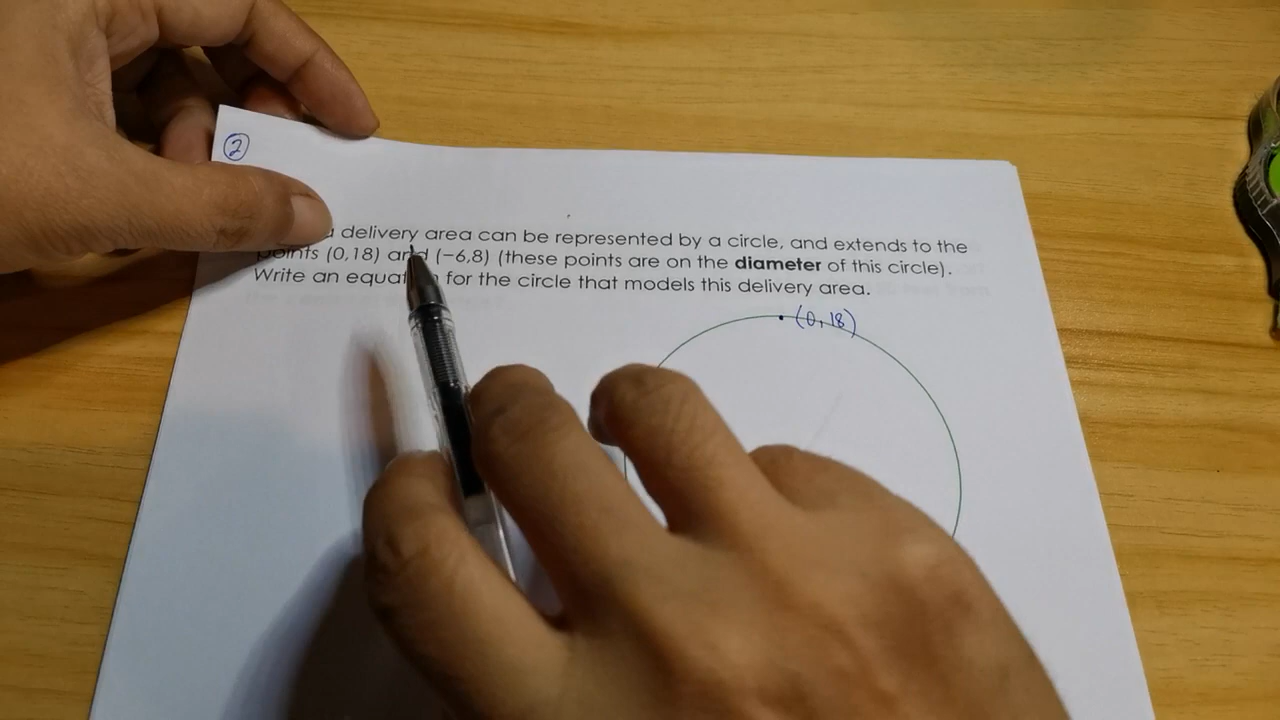 2
a delivery area can be represented by a circle, and extends to the
points (0,18) and (−6,8) (these points are on the diameter of this circle).
Write an equation for the circle that models this delivery area.
(0,18)